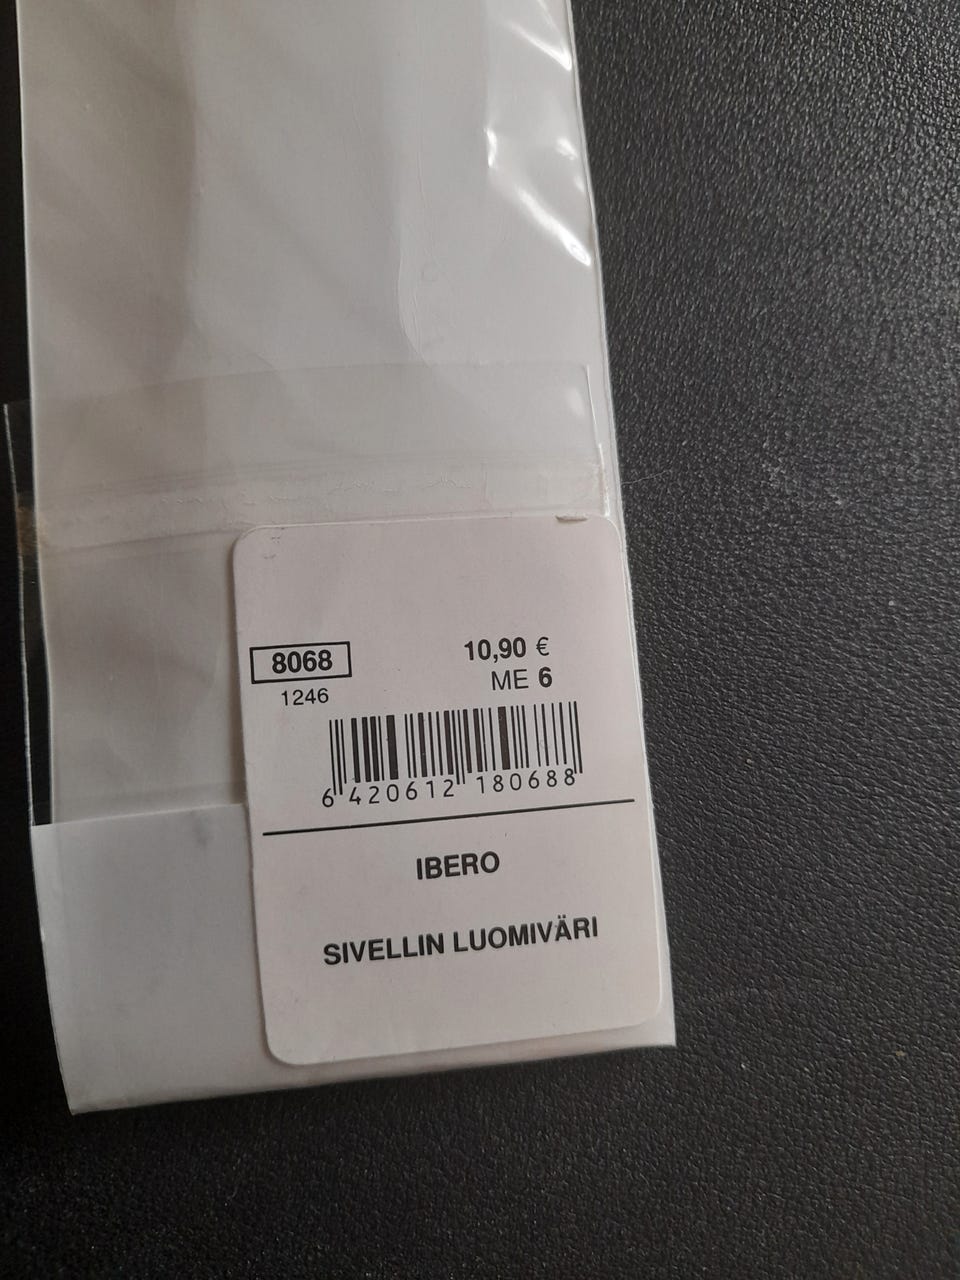 8068
10,90 €
1246
ME 6
6 420612 180688
IBERO
SIVELLIN LUOMIVÄRI